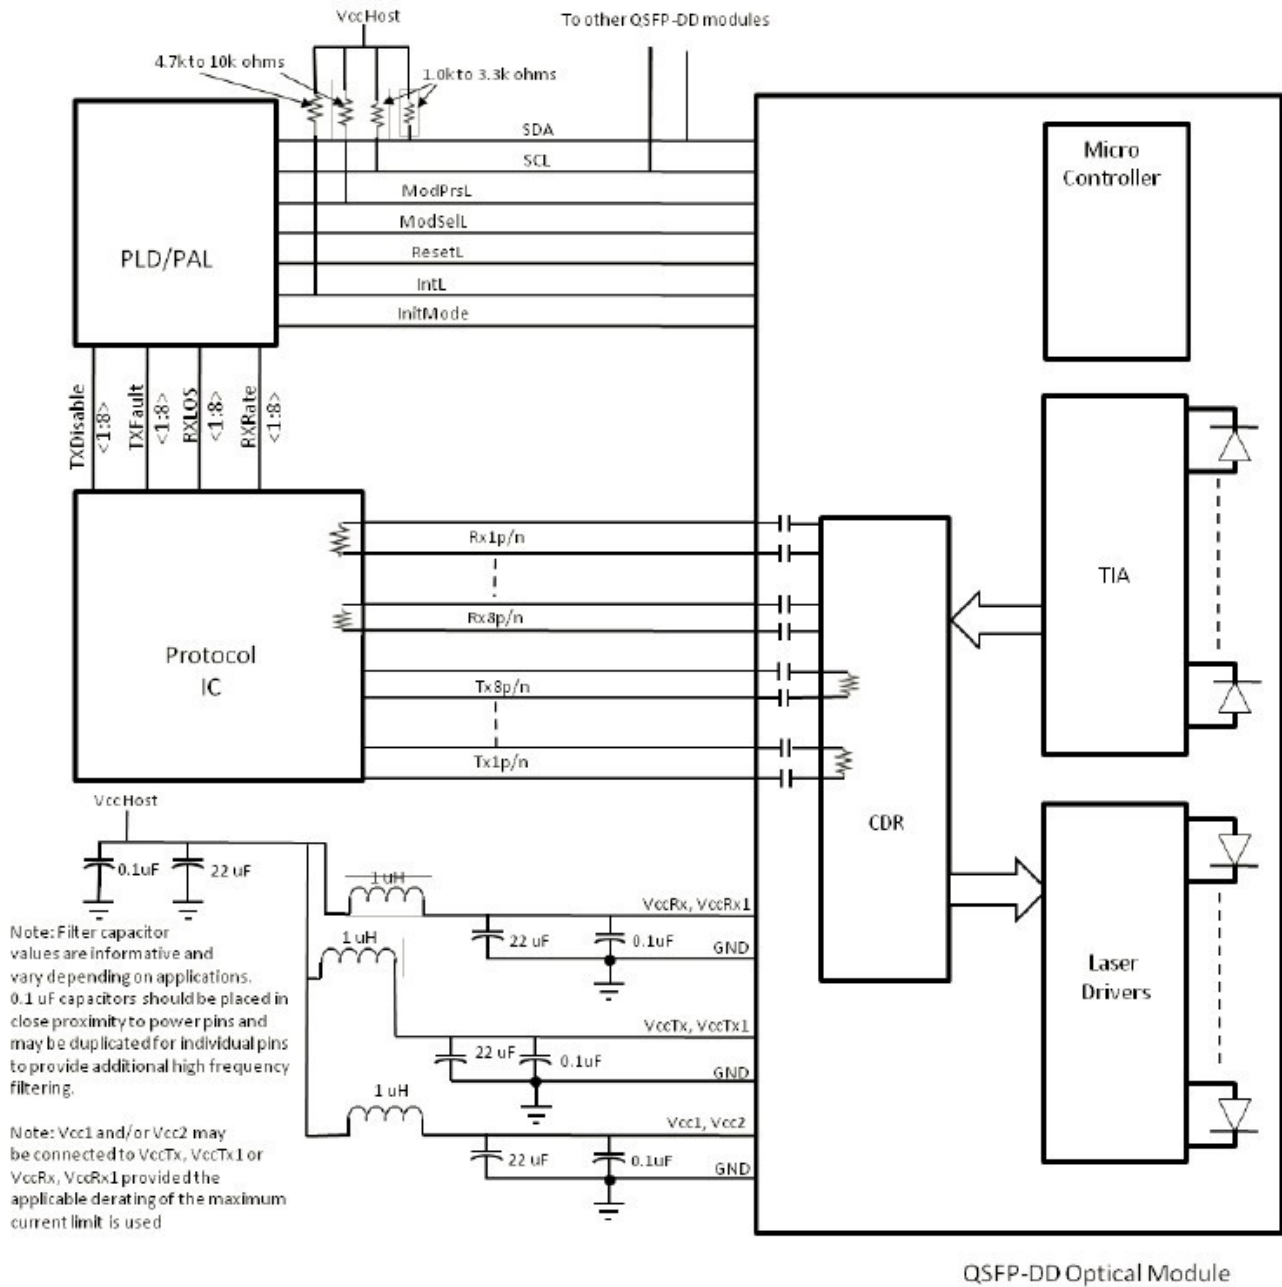 VccHost
To other QSFP-DD modules
4.7k to 10k ohms
1.0k to 3.3k ohms
SDA
SCL
ModPrsL
ModSelL
ResetL
IntL
InitMode
PLD/PAL
Micro
Controller
TXDisable
<1:8>
TXFault
<1:8>
RXLOS
<1:8>
RXRate
<1:8>
Rx1p/n
Rx8p/n
Tx8p/n
Tx1p/n
Protocol
IC
TIA
CDR
Laser
Drivers
VccHost
0.1uF
22 uF
1 uH
VccRx, VccRx1
22 uF
0.1uF
GND
1 uH
VccTx, VccTx1
22 uF
0.1uF
GND
1 uH
Vcc1, Vcc2
22 uF
0.1uF
GND
Note: Filter capacitor
values are informative and
vary depending on applications.
0.1 uF capacitors should be placed in
close proximity to power pins and
may be duplicated for individual pins
to provide additional high frequency
filtering.
Note: Vcc1 and/or Vcc2 may
be connected to VccTx, VccTx1 or
VccRx, VccRx1 provided the
applicable derating of the maximum
current limit is used
QSFP-DD Optical Module